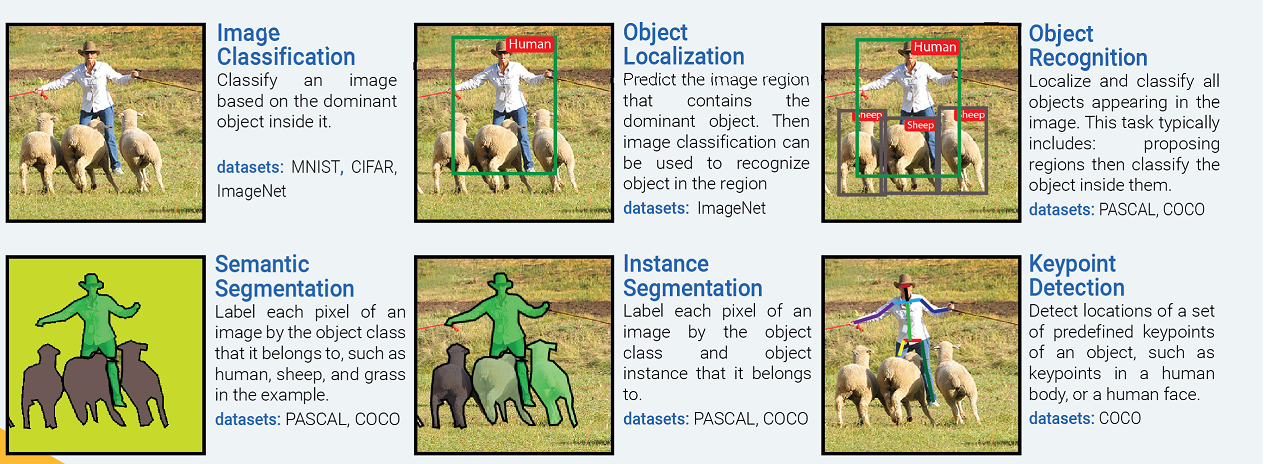 Image
Classification
Classify an image
based on the dominant
object inside it.
datasets: MNIST, CIFAR,
ImageNet
Human
Object
Localization
Predict the image region
that contains the
dominant object. Then
image classification can
be used to recognize
object in the region
datasets: ImageNet
Human
Sheep
Sheep
Sheep
Object
Recognition
Localize and classify all
objects appearing in the
image. This task typically
includes: proposing
regions then classify the
object inside them.
datasets: PASCAL, COCO
Semantic
Segmentation
Label each pixel of an
image by the object class
that it belongs to, such as
human, sheep, and grass
in the example.
datasets: PASCAL, COCO
Instance
Segmentation
Label each pixel of an
image by the object
class and object
instance that it belongs
to.
datasets: PASCAL, COCO
Keypoint
Detection
Detect locations of a set
of predefined keypoints
of an object, such as
keypoints in a human
body, or a human face.
datasets: COCO